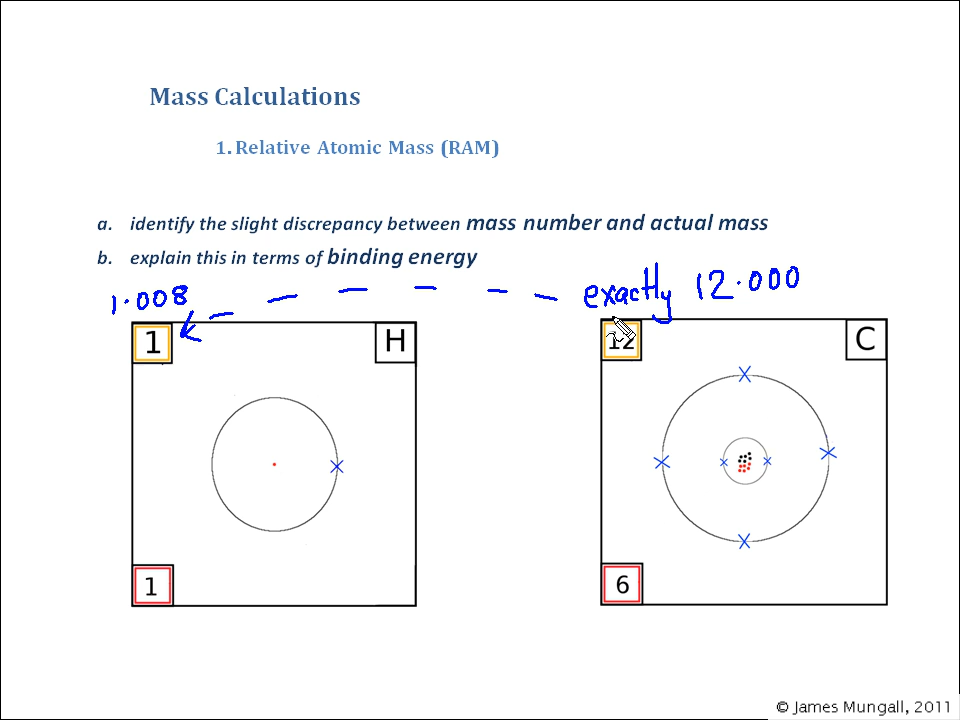 Mass Calculations
1. Relative Atomic Mass (RAM)
a. identify the slight discrepancy between mass number and actual mass
b. explain this in terms of binding energy
1.008 exactly 12.000
1 H
12 C
1
6
© James Mungall, 2011